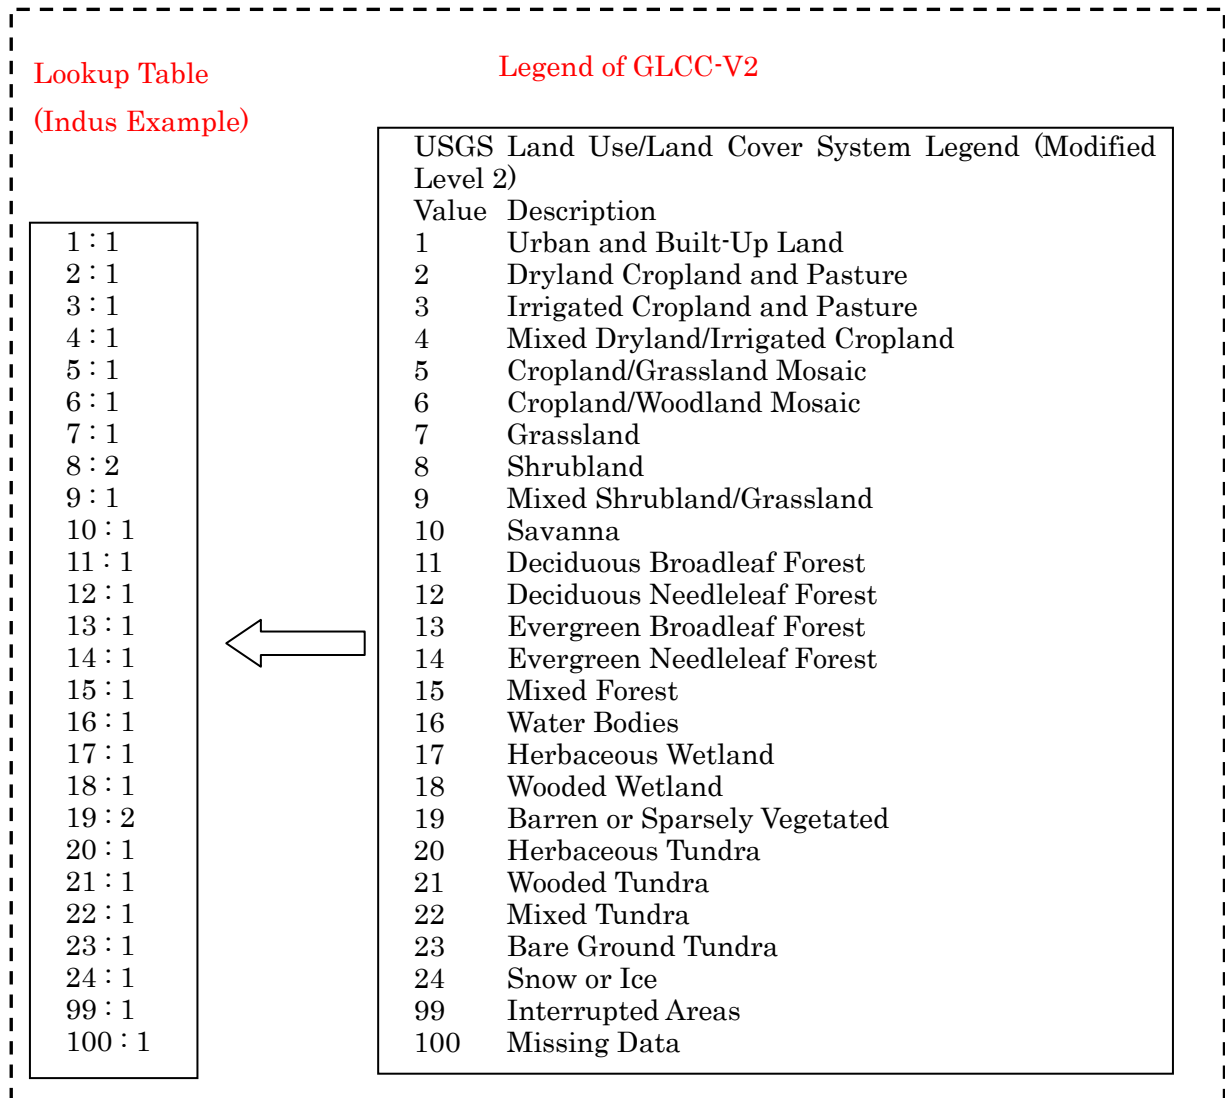 Lookup Table
(Indus Example)
Legend of GLCC-V2
1 : 1
2 : 1
3 : 1
4 : 1
5 : 1
6 : 1
7 : 1
8 : 2
9 : 1
10 : 1
11 : 1
12 : 1
13 : 1
14 : 1
15 : 1
16 : 1
17 : 1
18 : 1
19 : 2
20 : 1
21 : 1
22 : 1
23 : 1
24 : 1
99 : 1
100 : 1
USGS Land Use/Land Cover System Legend (Modified
Level 2)
Value Description
1 Urban and Built-Up Land
2 Dryland Cropland and Pasture
3 Irrigated Cropland and Pasture
4 Mixed Dryland/Irrigated Cropland
5 Cropland/Grassland Mosaic
6 Cropland/Woodland Mosaic
7 Grassland
8 Shrubland
9 Mixed Shrubland/Grassland
10 Savanna
11 Deciduous Broadleaf Forest
12 Deciduous Needleleaf Forest
13 Evergreen Broadleaf Forest
14 Evergreen Needleleaf Forest
15 Mixed Forest
16 Water Bodies
17 Herbaceous Wetland
18 Wooded Wetland
19 Barren or Sparsely Vegetated
20 Herbaceous Tundra
21 Wooded Tundra
22 Mixed Tundra
23 Bare Ground Tundra
24 Snow or Ice
99 Interrupted Areas
100 Missing Data